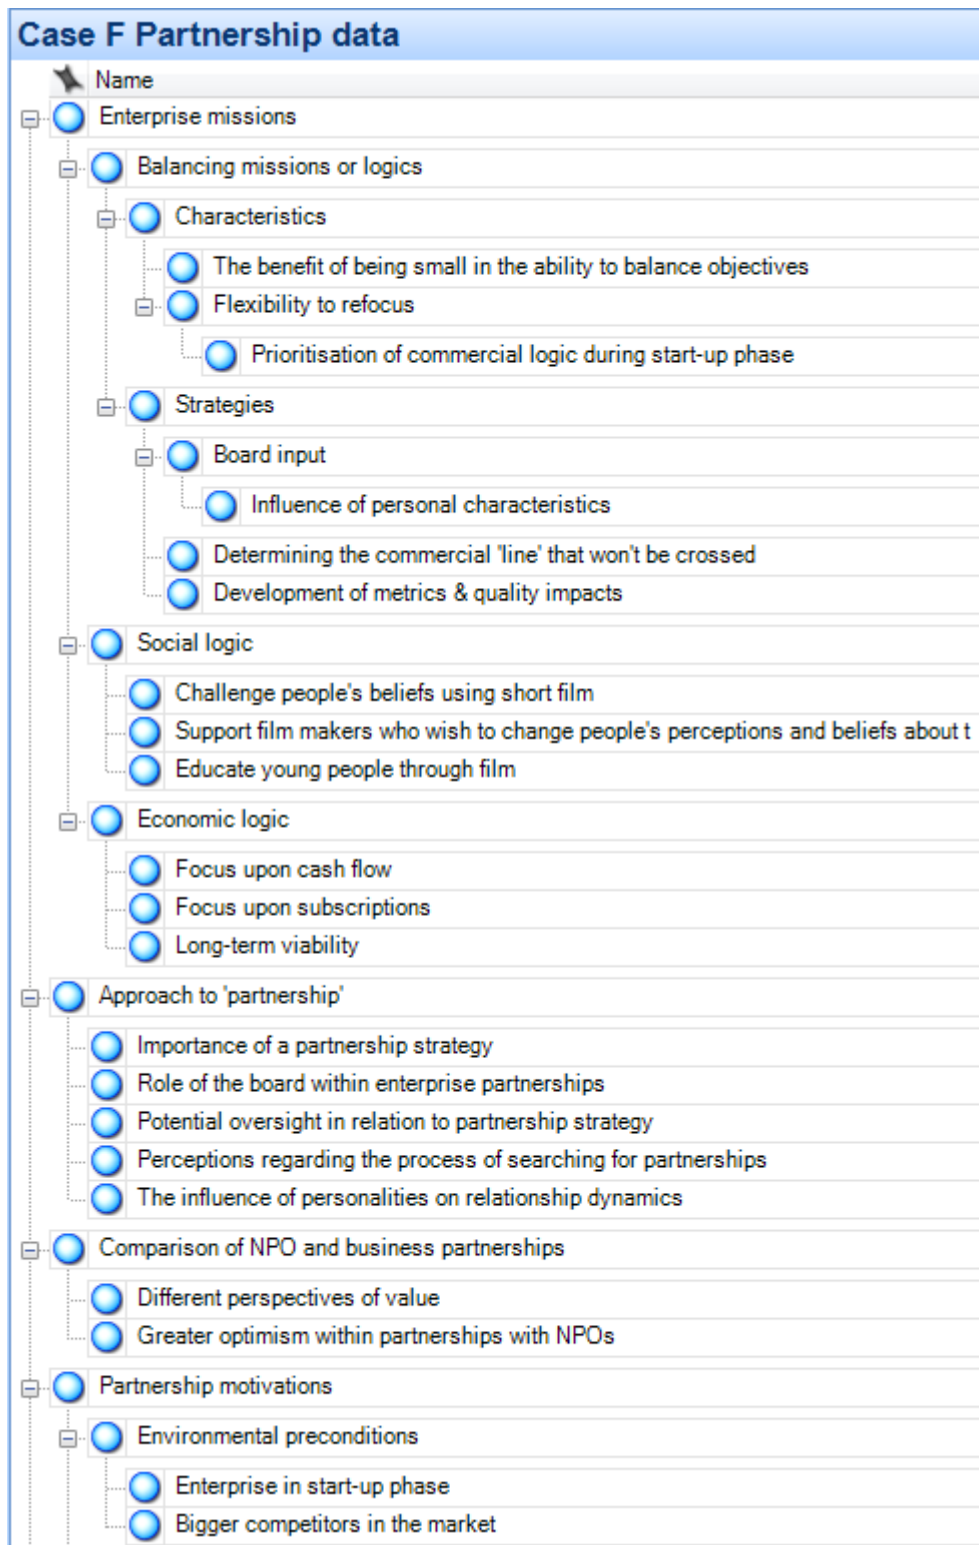 Case F Partnership data
Name
Enterprise missions
Balancing missions or logics
Characteristics
The benefit of being small in the ability to balance objectives
Flexibility to refocus
Prioritisation of commercial logic during start-up phase
Strategies
Board input
Influence of personal characteristics
Determining the commercial 'line' that won't be crossed
Development of metrics & quality impacts
Social logic
Challenge people's beliefs using short film
Support film makers who wish to change people's perceptions and beliefs about t
Educate young people through film
Economic logic
Focus upon cash flow
Focus upon subscriptions
Long-term viability
Approach to 'partnership'
Importance of a partnership strategy
Role of the board within enterprise partnerships
Potential oversight in relation to partnership strategy
Perceptions regarding the process of searching for partnerships
The influence of personalities on relationship dynamics
Comparison of NPO and business partnerships
Different perspectives of value
Greater optimism within partnerships with NPOs
Partnership motivations
Environmental preconditions
Enterprise in start-up phase
Bigger competitors in the market